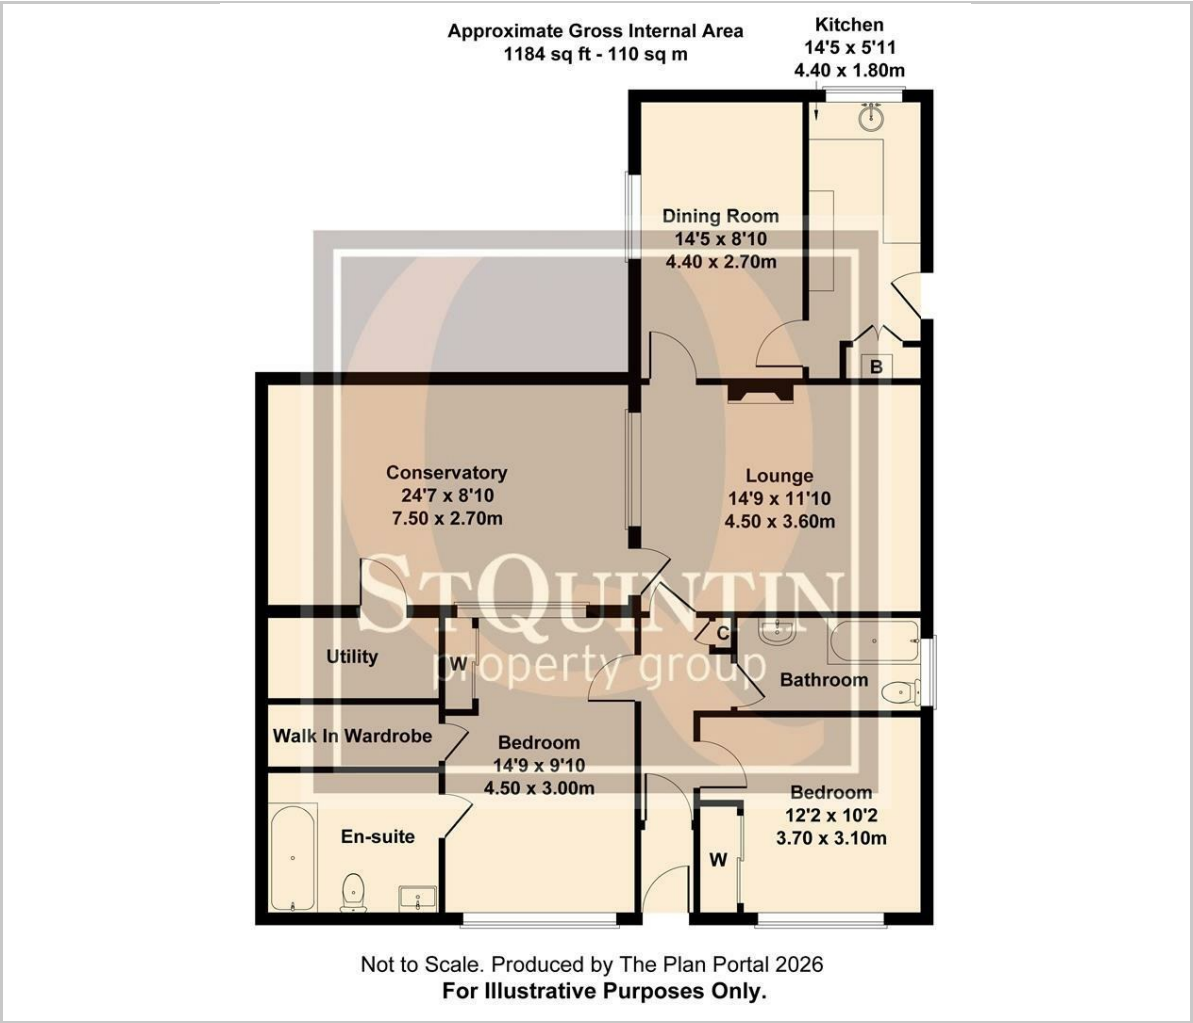 Approximate Gross Internal Area
1184 sq ft - 110 sq m
Kitchen
14'5 x 5'11
4.40 x 1.80m
Dining Room
14'5 x 8'10
4.40 x 2.70m
B
Conservatory
24'7 x 8'10
7.50 x 2.70m
Lounge
14'9 x 11'10
4.50 x 3.60m
STQUINTIN
property group
Utility
W
C
Bathroom
Walk In Wardrobe
Bedroom
14'9 x 9'10
4.50 x 3.00m
Bedroom
12'2 x 10'2
3.70 x 3.10m
En-suite
W
Not to Scale. Produced by The Plan Portal 2026
For Illustrative Purposes Only.